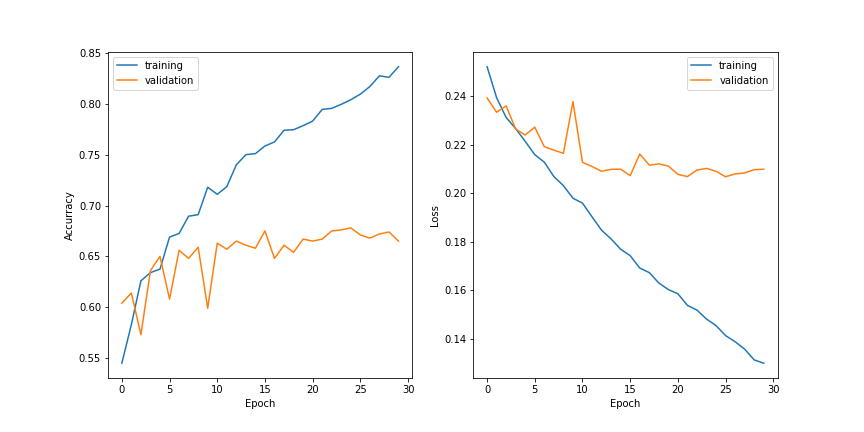 training
validation
0.85
0.80
0.75
0.70
0.65
0.60
0.55
Accurracy
0 5 10 15 20 25 30
Epoch
training
validation
0.24
0.22
0.20
0.18
0.16
0.14
Loss
0 5 10 15 20 25 30
Epoch